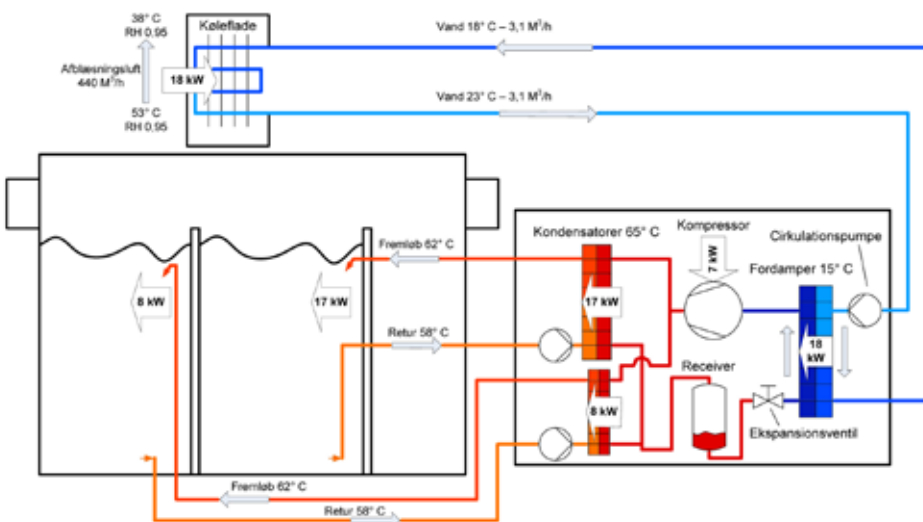 38° C
RH 0,95
Køleflade
Vand 18° C – 3,1 M³/h
Afblæsningsluft
440 M³/h
18 kW
53° C
RH 0,95
Vand 23° C – 3,1 M³/h
Fremløb 62° C
Kondensatorer 65° C
Kompressor
7 kW
Cirkulationspumpe
Fordamper 15° C
8 kW
17 kW
17 kW
Retur 58° C
18
kW
Receiver
8 kW
Ekspansionsventil
Fremløb 62° C
Retur 58° C